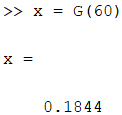 >> x = G(60)
x =
0.1844